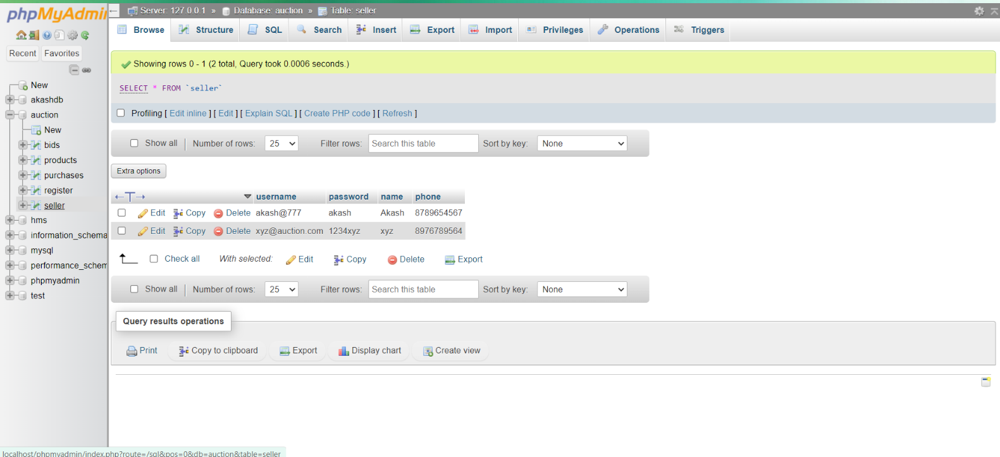 phpMyAdmin
Server: 127.0.0.1 » Database: auction » Table: seller
Browse Structure SQL Search Insert Export Import Privileges Operations Triggers
Recent Favorites
New
akashdb
auction
New
bids
products
purchases
register
seller
hms
information_schema
mysql
performance_schem
phpmyadmin
test
Showing rows 0 - 1 (2 total, Query took 0.0006 seconds.)
SELECT * FROM `seller`
Profiling [ Edit inline ] [ Edit ] [ Explain SQL ] [ Create PHP code ] [ Refresh ]
Show all | Number of rows: 25 Filter rows: Search this table Sort by key: None
Extra options
←T→ username password name phone
Edit Copy Delete akash@777 akash Akash 8789654567
Edit Copy Delete xyz@auction.com 1234xyz xyz 8976789564
Check all With selected: Edit Copy Delete Export
Show all | Number of rows: 25 Filter rows: Search this table Sort by key: None
Query results operations
Print Copy to clipboard Export Display chart Create view
localhost/phpmyadmin/index.php?route=/sql&pos=0&db=auction&table=seller